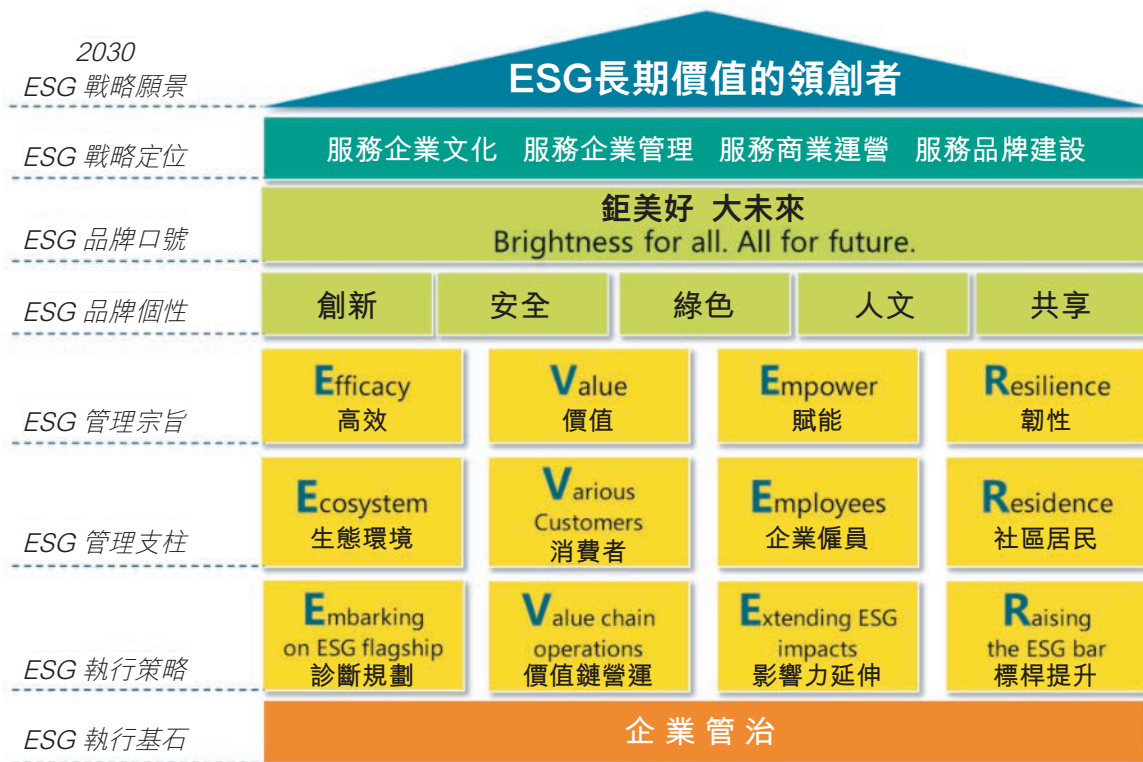 2030
ESG 戰略願景
ESG長期價值的領創者
ESG 戰略定位
服務企業文化 服務企業管理 服務商業運營 服務品牌建設
ESG 品牌口號
鉅美好 大未來
Brightness for all. All for future.
ESG 品牌個性
創新 安全 綠色 人文 共享
ESG 管理宗旨
Efficacy
高效
Value
價值
Empower
賦能
Resilience
韌性
ESG 管理支柱
Ecosystem
生態環境
Various
Customers
消費者
Employees
企業僱員
Residence
社區居民
ESG 執行策略
Embarking
on ESG flagship
診斷規劃
Value chain
operations
價值鏈營運
Extending ESG
impacts
影響力延伸
Raising
the ESG bar
標桿提升
ESG 執行基石
企業管治